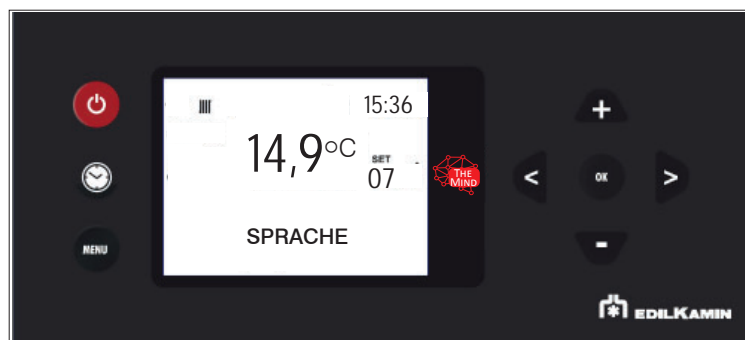 15:36
14,9°C
SET
07
SPRACHE
MENU
THE
MIND
<
OK
>
+
-
EDILKAMIN